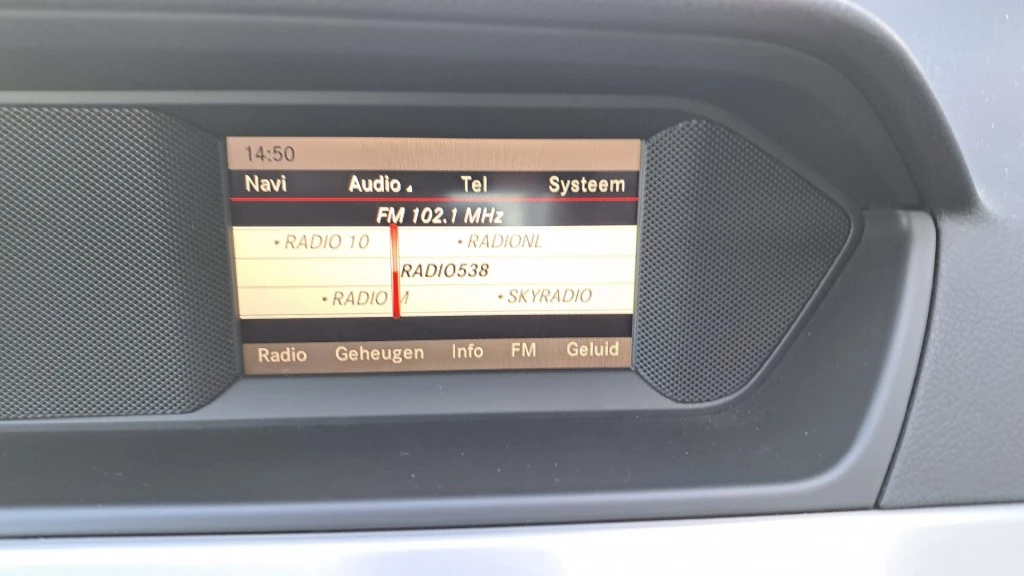 14:50
Navi Audio Tel Systeem
FM 102.1 MHz
• RADIO 10 • RADIONL
RADIO538
• RADIO M • SKYRADIO
Radio Geheugen Info FM Geluid